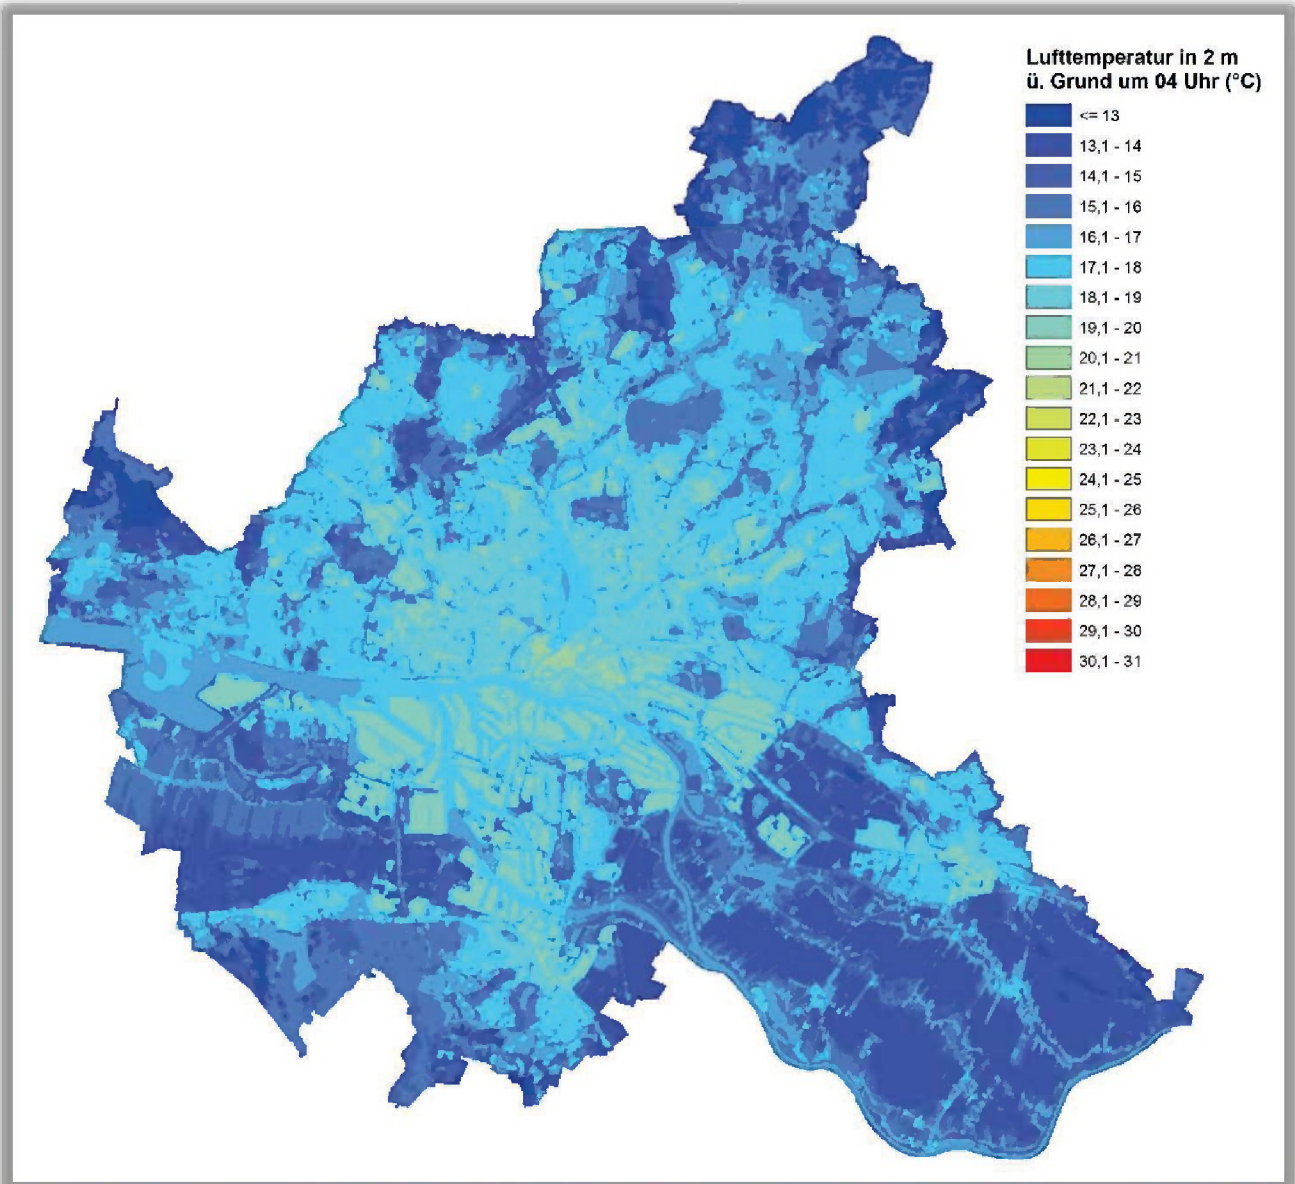 Lufttemperatur in 2 m
ü. Grund um 04 Uhr (°C)
<= 13
13,1 - 14
14,1 - 15
15,1 - 16
16,1 - 17
17,1 - 18
18,1 - 19
19,1 - 20
20,1 - 21
21,1 - 22
22,1 - 23
23,1 - 24
24,1 - 25
25,1 - 26
26,1 - 27
27,1 - 28
28,1 - 29
29,1 - 30
30,1 - 31